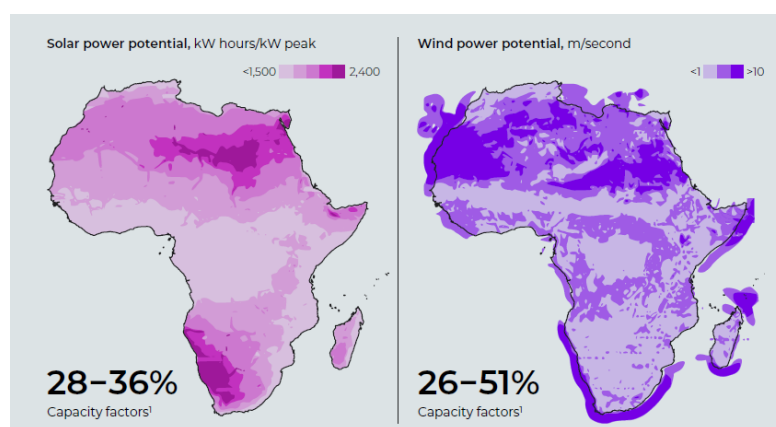 Solar power potential, kW hours/kW peak
<1,500 2,400
28–36%
Capacity factors¹
Wind power potential, m/second
<1 >10
26–51%
Capacity factors¹